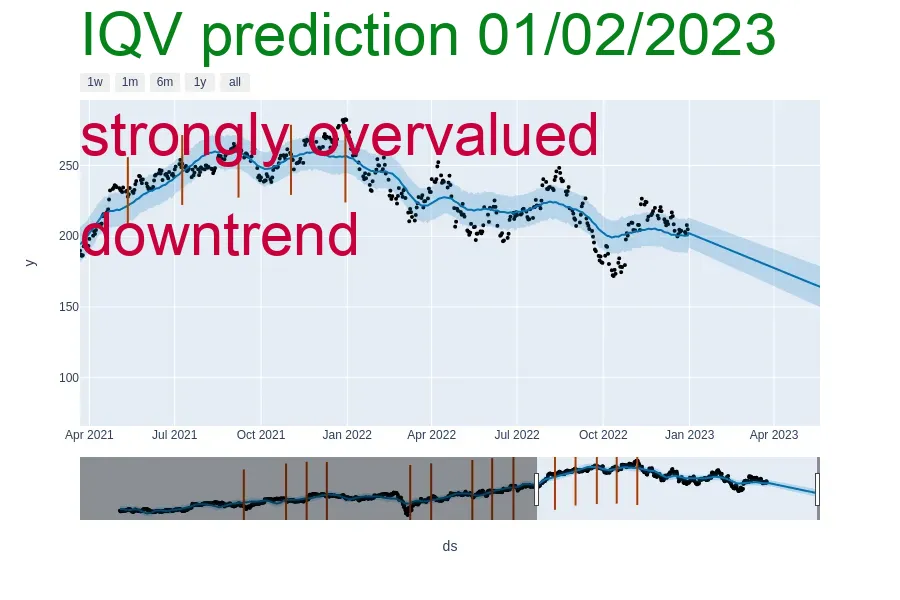 IQV prediction 01/02/2023
1w 1m 6m 1y all
strongly overvalued
250
downtrend
200
y
150
100
Apr 2021 Jul 2021 Oct 2021 Jan 2022 Apr 2022 Jul 2022 Oct 2022 Jan 2023 Apr 2023
ds